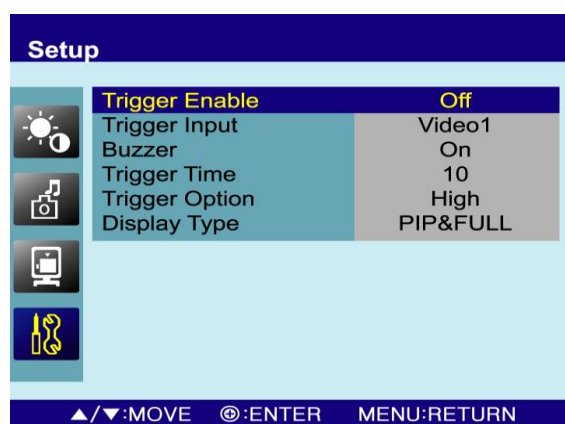 Setup
Trigger Enable Off
Trigger Input Video1
Buzzer On
Trigger Time 10
Trigger Option High
Display Type PIP&FULL
▲/▼:MOVE ⊕:ENTER MENU:RETURN